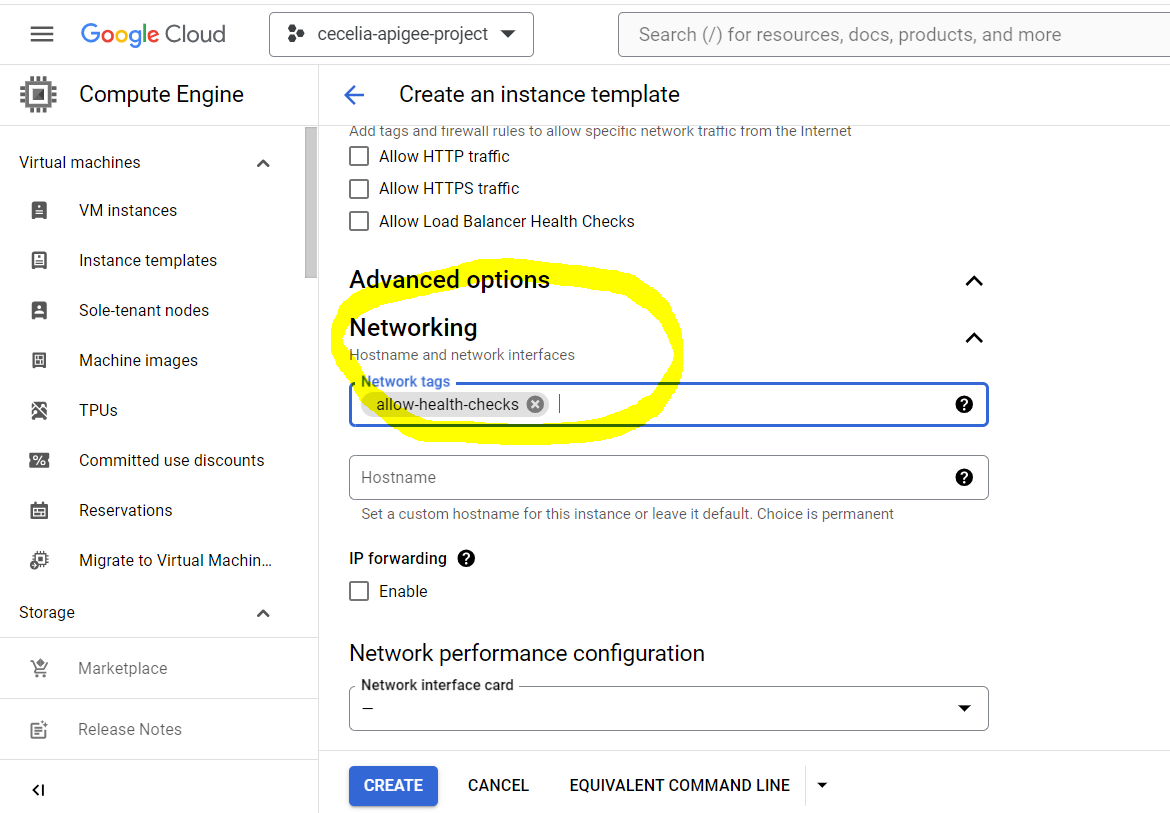 Google Cloud
cecelia-apigee-project
Search (/) for resources, docs, products, and more
Compute Engine
Create an instance template
Virtual machines
VM instances
Instance templates
Sole-tenant nodes
Machine images
TPUs
Committed use discounts
Reservations
Migrate to Virtual Machin...
Storage
Marketplace
Release Notes
Add tags and firewall rules to allow specific network traffic from the Internet
Allow HTTP traffic
Allow HTTPS traffic
Allow Load Balancer Health Checks
Advanced options
Networking
Hostname and network interfaces
Network tags
allow-health-checks
Hostname
Set a custom hostname for this instance or leave it default. Choice is permanent
IP forwarding
Enable
Network performance configuration
Network interface card
—
CREATE CANCEL EQUIVALENT COMMAND LINE